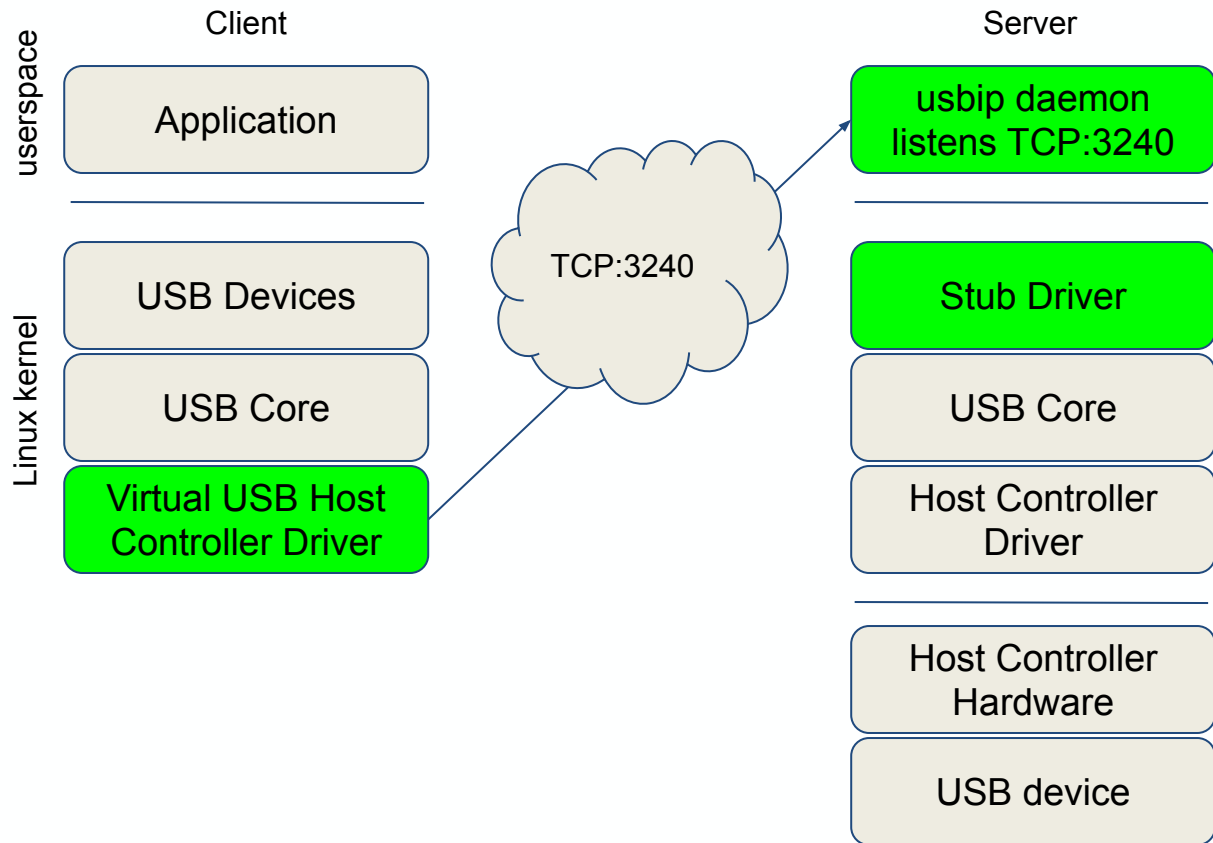 Client
Server
userspace
Application
usbip daemon
listens TCP:3240
TCP:3240
Linux kernel
USB Devices
USB Core
Virtual USB Host
Controller Driver
Stub Driver
USB Core
Host Controller
Driver
Host Controller
Hardware
USB device